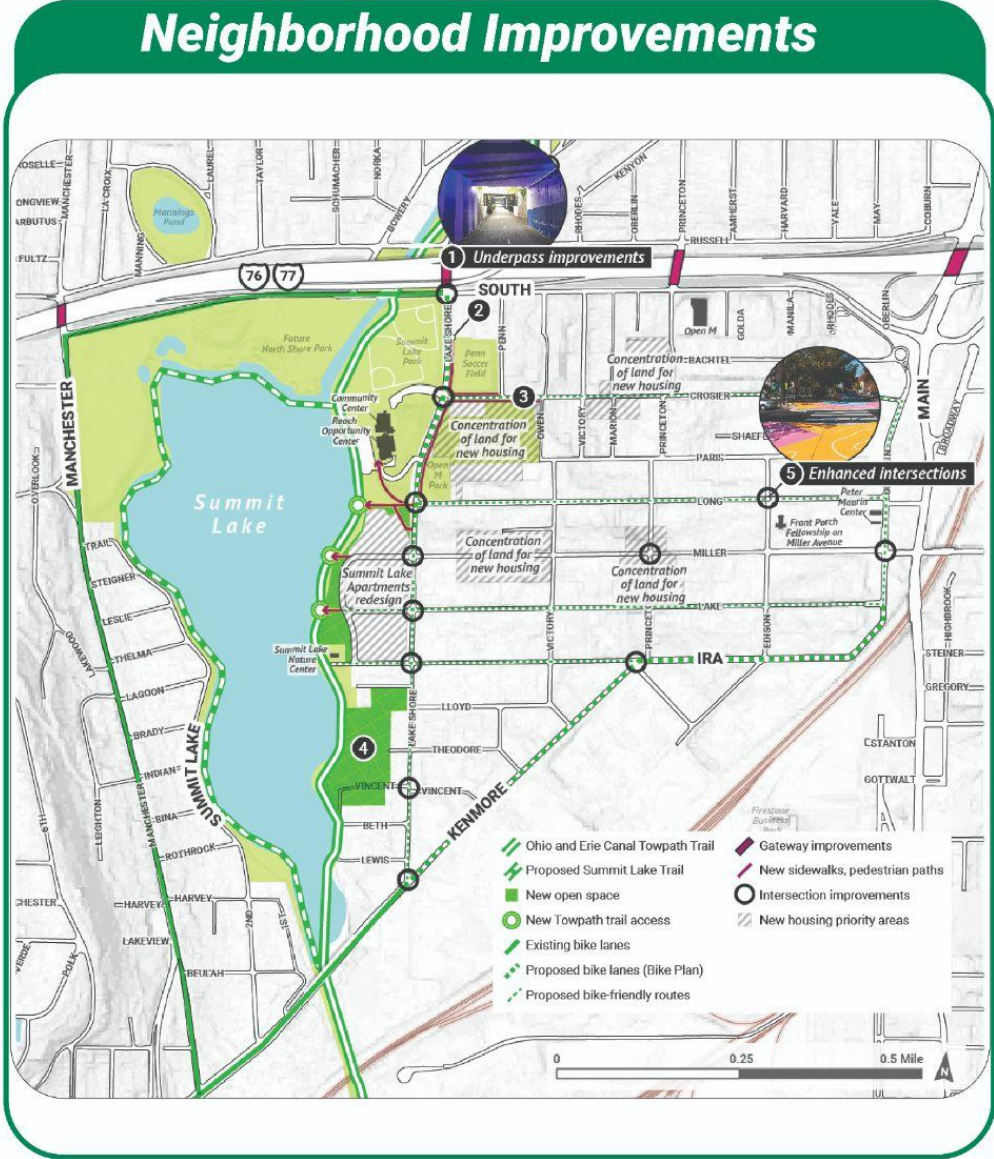 Neighborhood Improvements
ROSELLE
MANCHESTER
LA CROIX
LAUREL
TAYLOR
SCHUMACHER
NORKA
BOWERY
KENYON
RHODES
OBERLIN
PRINCETON
AMHERST
HARVARD
YALE
MAY
COBURN
ONGVIEW
ARBUTUS
Mannings
Pond
MANNING
FULTZ
RUSSELL
76 77
1 Underpass improvements
SOUTH
2
LAKE SHORE
PENN
Open M
GOLDA
MANILA
RHODES
OBERLIN
Future
North Shore Park
Summit
Lake
Park
Penn
Soccer
Field
Concentration
of land for
new housing
BACHTEL
MANCHESTER
MAIN
BROADWAY
Community
Center
Reach
Opportunity
Center
3
CROSIER
Concentration
of land for
new housing
OWEN
VICTORY
MARION
PRINCETON
SHAEF
PARIS
OVERLOOK
Open
M
Park
5 Enhanced intersections
Summit
Lake
LONG
Peter
Maurin
Center
Front Porch
Fellowship on
Miller Avenue
TRAIL
Concentration
of land for
new housing
MILLER
Concentration
of land for
new housing
STEIGNER
Summit Lake
Apartments
redesign
LAKE
LESLIE
VICTORY
PRINCET
EDISON
HIGHBROOK
LAKEWOOD
THELMA
Summit Lake
Nature
Center
IRA
STEINER
LAGOON
GREGORY
LLOYD
LAKE SHORE
BRADY
SUMMIT LAKE
4
THEODORE
STANTON
INDIAN
VINCENT
VINCENT
GOTTWALT
6TH
LEIGHTON
MANCHESTER
BINA
BETH
KENMORE
Firestone
Business
Park
ROTHROCK
LEWIS
CHESTER
HARVEY
HARVEY
2ND
1ST
LAKEVIEW
VERDE
POLK
BEULAH
Ohio and Erie Canal Towpath Trail
Proposed Summit Lake Trail
New open space
New Towpath trail access
Existing bike lanes
Proposed bike lanes (Bike Plan)
Proposed bike-friendly routes
Gateway improvements
New sidewalks, pedestrian paths
Intersection improvements
New housing priority areas
0 0.25 0.5 Mile
N